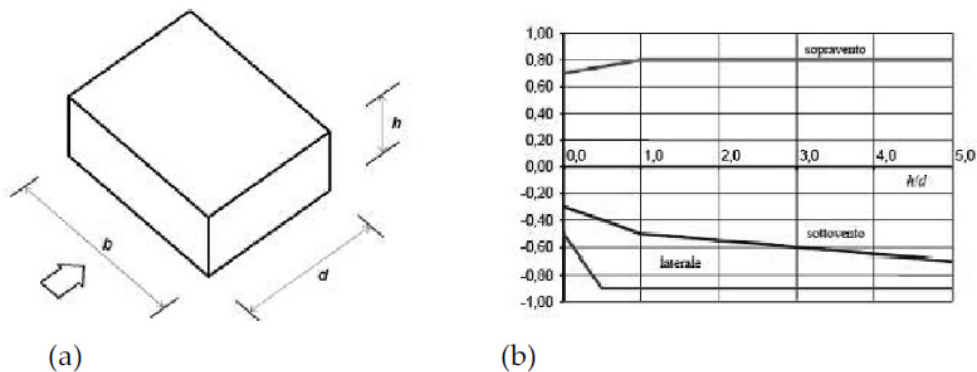 h
b
d
(a)
1,00
0,80
0,60
0,40
0,20
0,00
-0,20
-0,40
-0,60
-0,80
-1,00
0,0 1,0 2,0 3,0 4,0 5,0
h/d
sopravento
sottovento
laterale
(b)